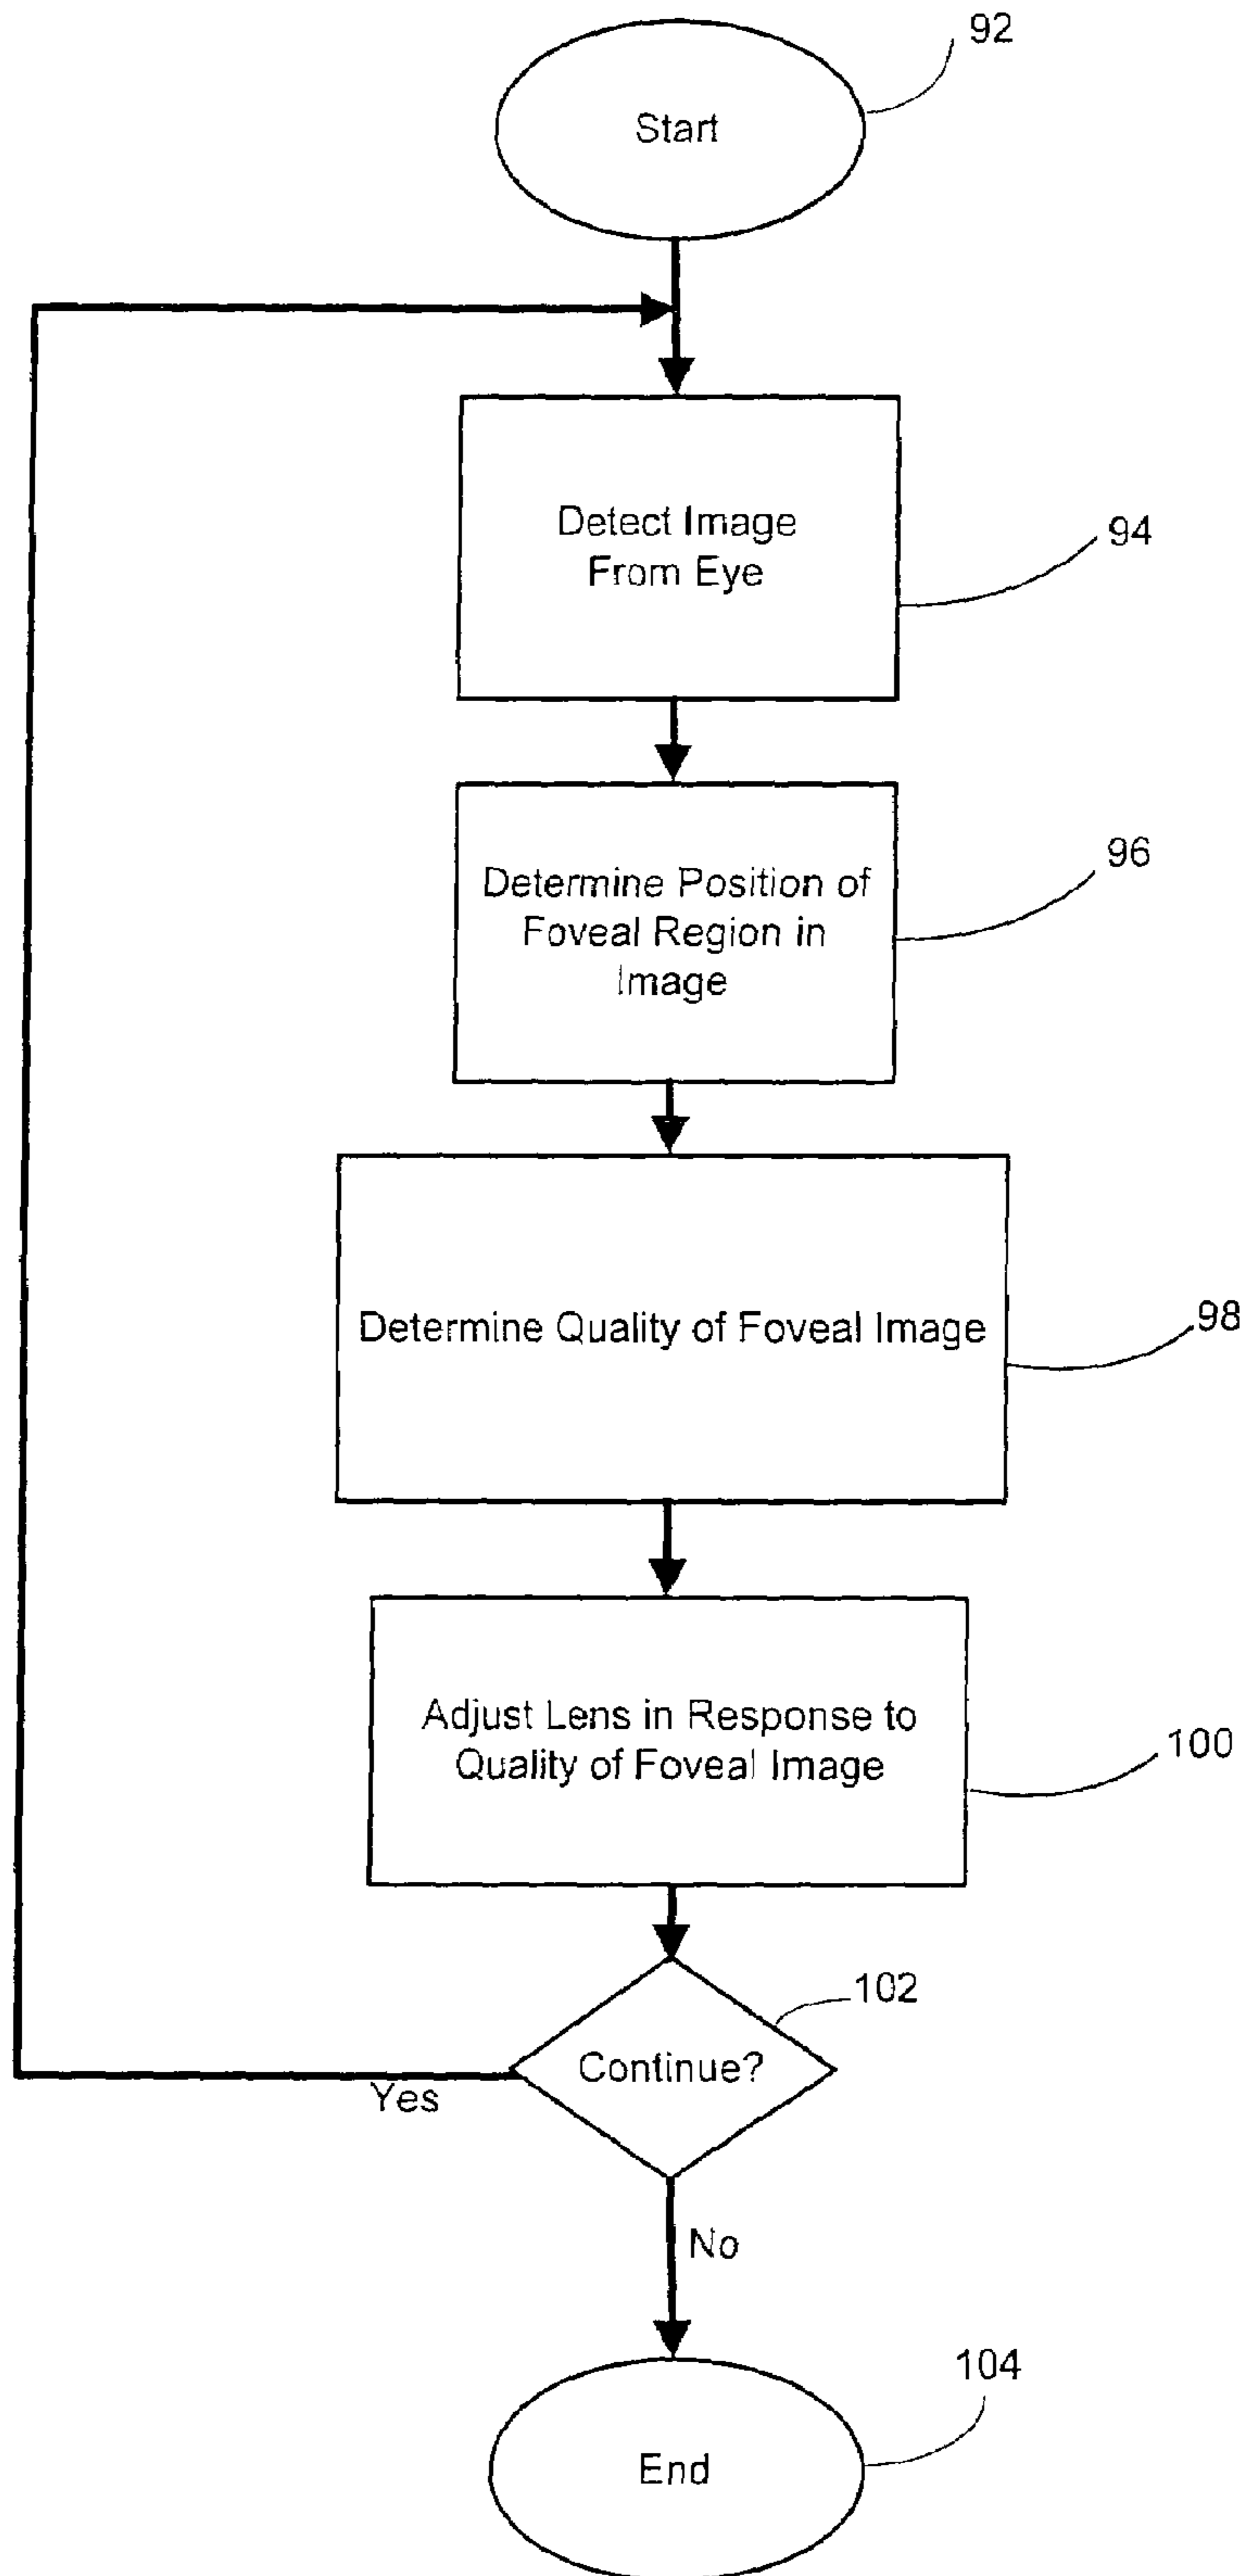 92
Start
Detect Image
From Eye
94
Determine Position of
Foveal Region in
Image
96
Determine Quality of Foveal Image
98
Adjust Lens in Response to
Quality of Foveal Image
100
102
Continue?
Yes
No
104
End